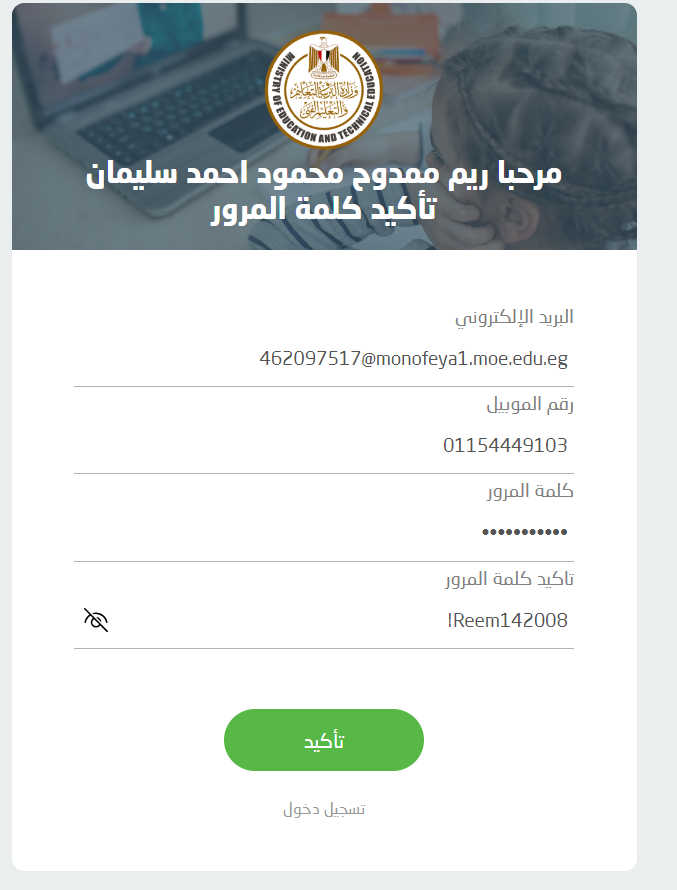 MINISTRY OF EDUCATION AND TECHNICAL EDUCATION
وزارة التربية والتعليم
والتعليم الفني
مرحبا ريم ممدوح محمود احمد سليمان
تأكيد كلمة المرور
البريد الإلكتروني
462097517@monofeya1.moe.edu.eg
رقم الموبيل
01154449103
كلمة المرور
•••••••••••
تاكيد كلمة المرور
!Reem142008
تأكيد
تسجيل دخول